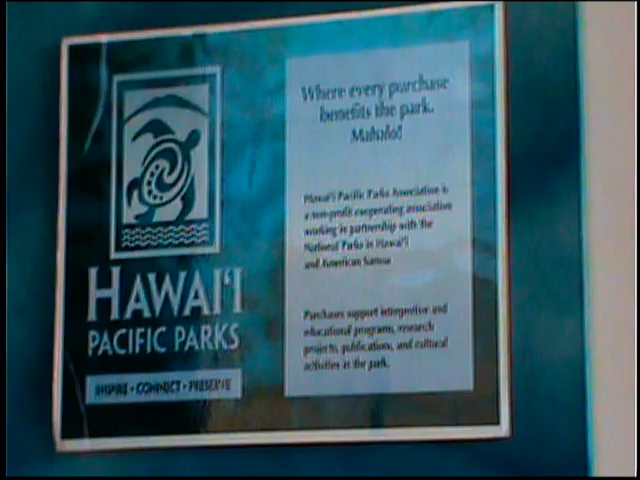 HAWAI'I
PACIFIC PARKS
INSPIRE • CONNECT • PRESERVE
Where every purchase
benefits the park.
Mahalo!
Hawai'i Pacific Parks Association is
a non-profit cooperating association
working in partnership with the
National Parks in Hawai'i
and American Samoa
Purchases support interpretive and
educational programs, research
projects, publications, and cultural
activities in the park.